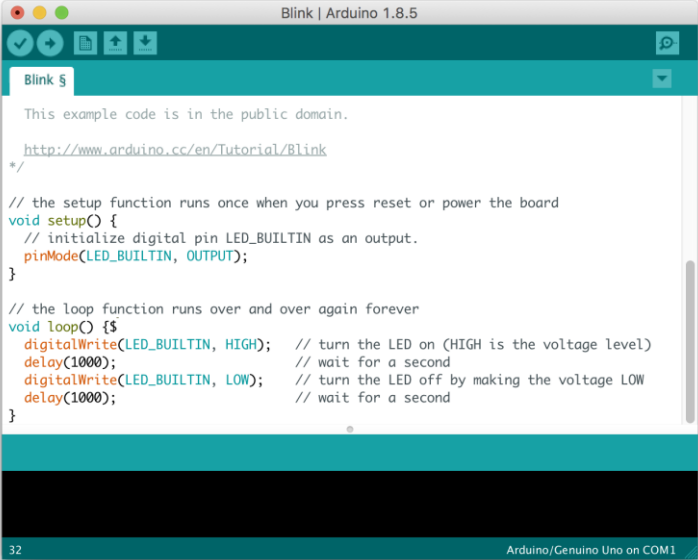 Blink | Arduino 1.8.5
Blink §
This example code is in the public domain.
http://www.arduino.cc/en/Tutorial/Blink
*/
// the setup function runs once when you press reset or power the board
void setup() {
  // initialize digital pin LED_BUILTIN as an output.
  pinMode(LED_BUILTIN, OUTPUT);
}
// the loop function runs over and over again forever
void loop() {$
  digitalWrite(LED_BUILTIN, HIGH);   // turn the LED on (HIGH is the voltage level)
  delay(1000);                       // wait for a second
  digitalWrite(LED_BUILTIN, LOW);    // turn the LED off by making the voltage LOW
  delay(1000);                       // wait for a second
}
32 Arduino/Genuino Uno on COM1